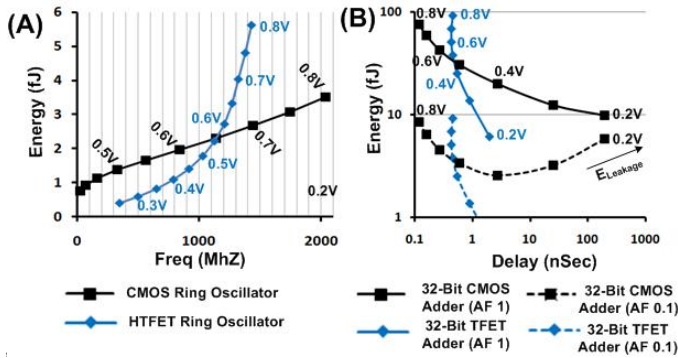 (A)
Energy (fJ)
6
5
4
3
2
1
0
0.8V
0.7V
0.6V
0.5V
0.4V
0.3V
0.8V
0.7V
0.6V
0.5V
0.2V
0 1000 2000
Freq (MhZ)
CMOS Ring Oscillator
HTFET Ring Oscillator
(B)
Energy (fJ)
100
10
1
0.8V
0.6V
0.4V
0.2V
0.8V
0.6V
0.4V
0.2V
0.8V
0.2V
ELeakage
0.1 1 10 100 1000
Delay (nSec)
32-Bit CMOS
Adder (AF 1)
32-Bit CMOS
Adder (AF 0.1)
32-Bit TFET
Adder (AF 1)
32-Bit TFET
Adder (AF 0.1)